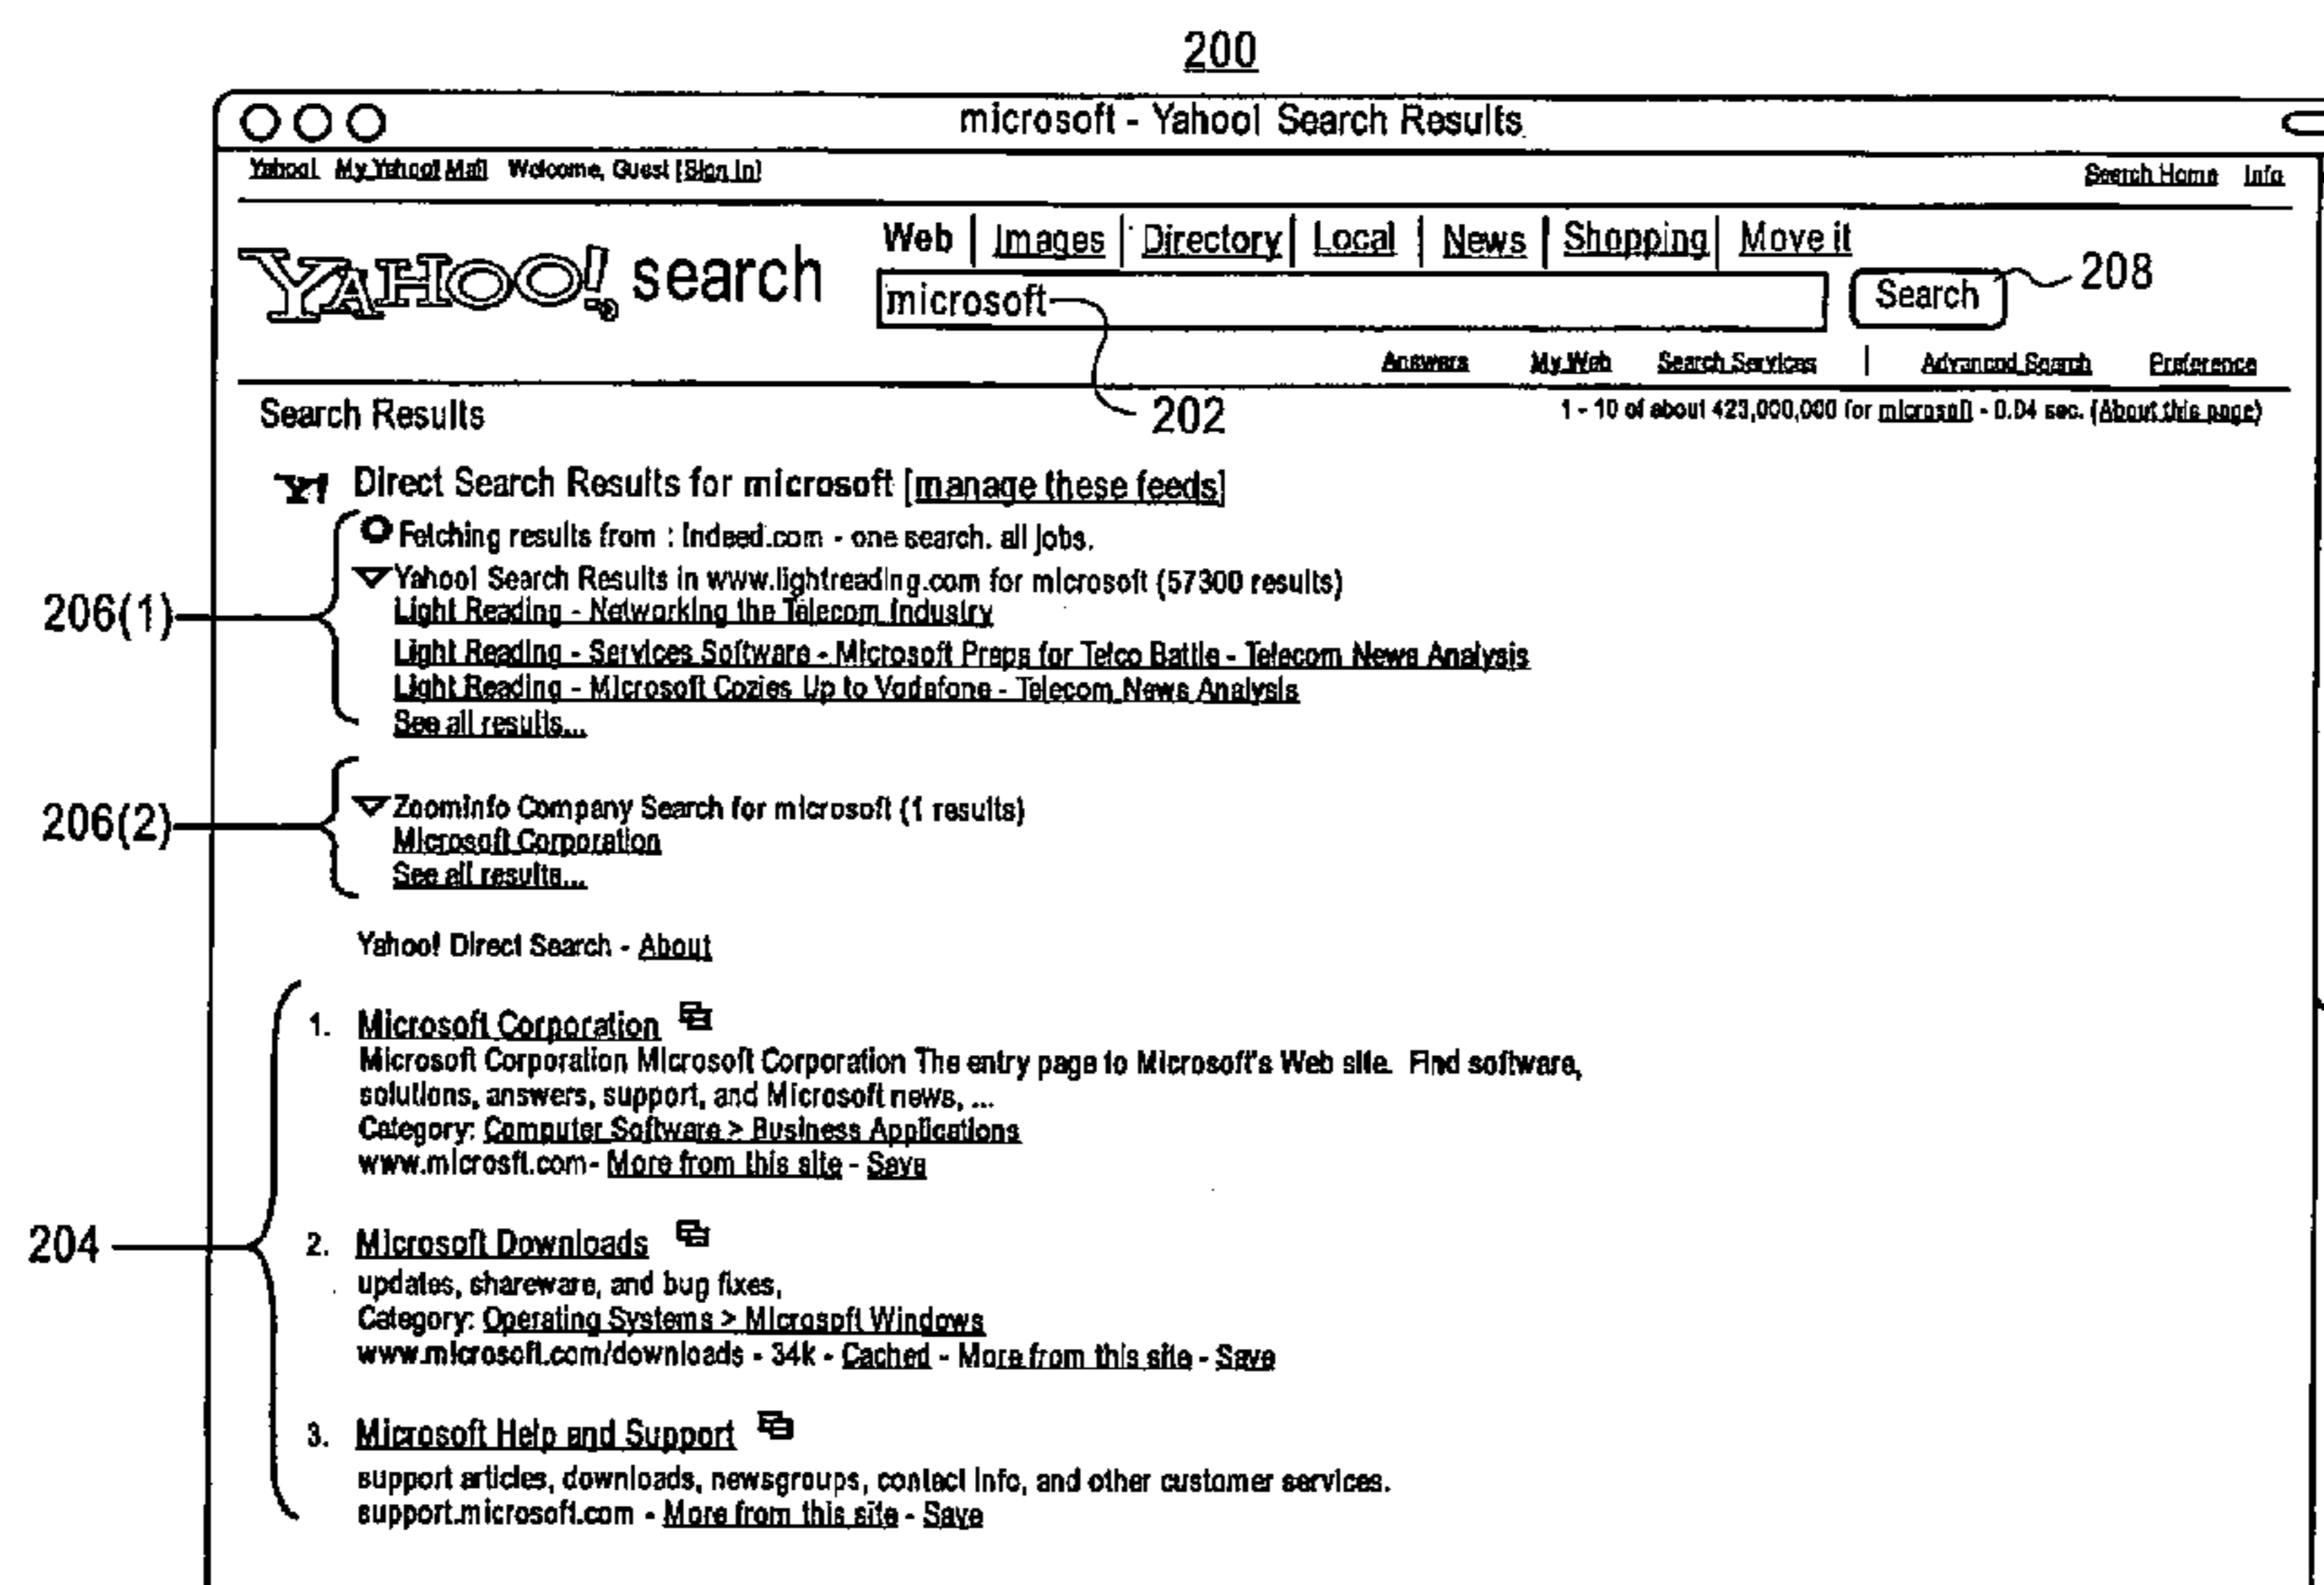 200
microsoft - Yahoo! Search Results
Yahoo! My Yahoo! Mail Welcome, Guest [Sign In] Search Home Info
Web | Images | Directory | Local | News | Shopping | Move it
YAHOO! search
microsoft
Search
208
Answers My Web Search Services | Advanced Search Preference
Search Results
202
1 - 10 of about 423,000,000 for microsoft - 0.04 sec. (About this page)
Y! Direct Search Results for microsoft [manage these feeds]
Fetching results from : Indeed.com - one search. all jobs.
Yahoo! Search Results in www.lightreading.com for microsoft (57300 results)
206(1)
Light Reading - Networking the Telecom Industry
Light Reading - Services Software - Microsoft Preps for Telco Battle - Telecom News Analysis
Light Reading - Microsoft Cozies Up to Vodafone - Telecom News Analysis
See all results...
206(2)
ZoomInfo Company Search for microsoft (1 results)
Microsoft Corporation
See all results...
Yahoo! Direct Search - About
204
1. Microsoft Corporation
Microsoft Corporation Microsoft Corporation The entry page to Microsoft's Web site. Find software,
solutions, answers, support, and Microsoft news, ...
Category: Computer Software > Business Applications
www.microsft.com- More from this site - Save
2. Microsoft Downloads
updates, shareware, and bug fixes,
Category: Operating Systems > Microsoft Windows
www.microsoft.com/downloads - 34k - Cached - More from this site - Save
3. Microsoft Help and Support
support articles, downloads, newsgroups, contact info, and other customer services.
support.microsoft.com - More from this site - Save